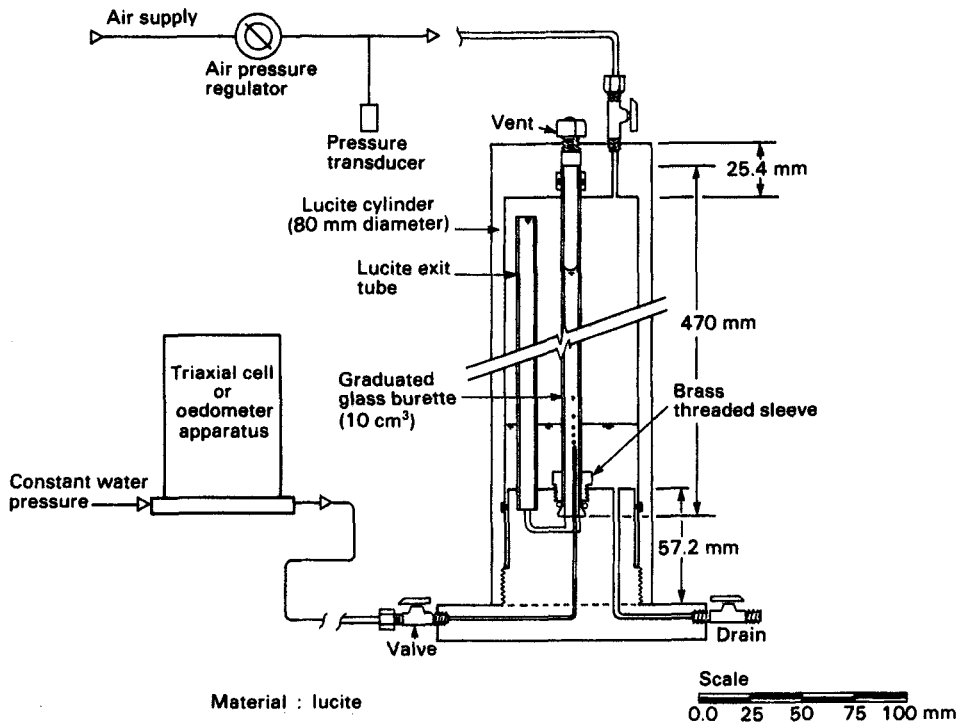 Air supply
Air pressure
regulator
Pressure
transducer
Vent
25.4 mm
Lucite cylinder
(80 mm diameter)
Lucite exit
tube
470 mm
Triaxial cell
or
oedometer
apparatus
Graduated
glass burette
(10 cm³)
Brass
threaded sleeve
Constant water
pressure
57.2 mm
Valve
Drain
Material : lucite
Scale
0.0 25 50 75 100 mm